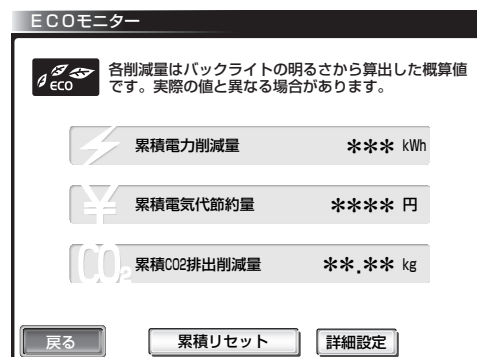 ECOモニター
ECO
各削減量はバックライトの明るさから算出した概算値
です。実際の値と異なる場合があります。
累積電力削減量 *** kWh
¥
累積電気代節約量 **** 円
CO2
累積CO2排出削減量 **.** kg
戻る 累積リセット 詳細設定